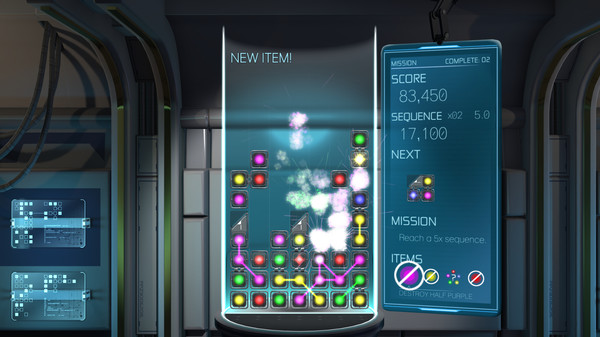 NEW ITEM!
MISSION COMPLETE: 02
SCORE
83,450
SEQUENCE x02 5.0
17,100
NEXT
MISSION
Reach a 5x sequence.
ITEMS
DESTROY HALF PURPLE